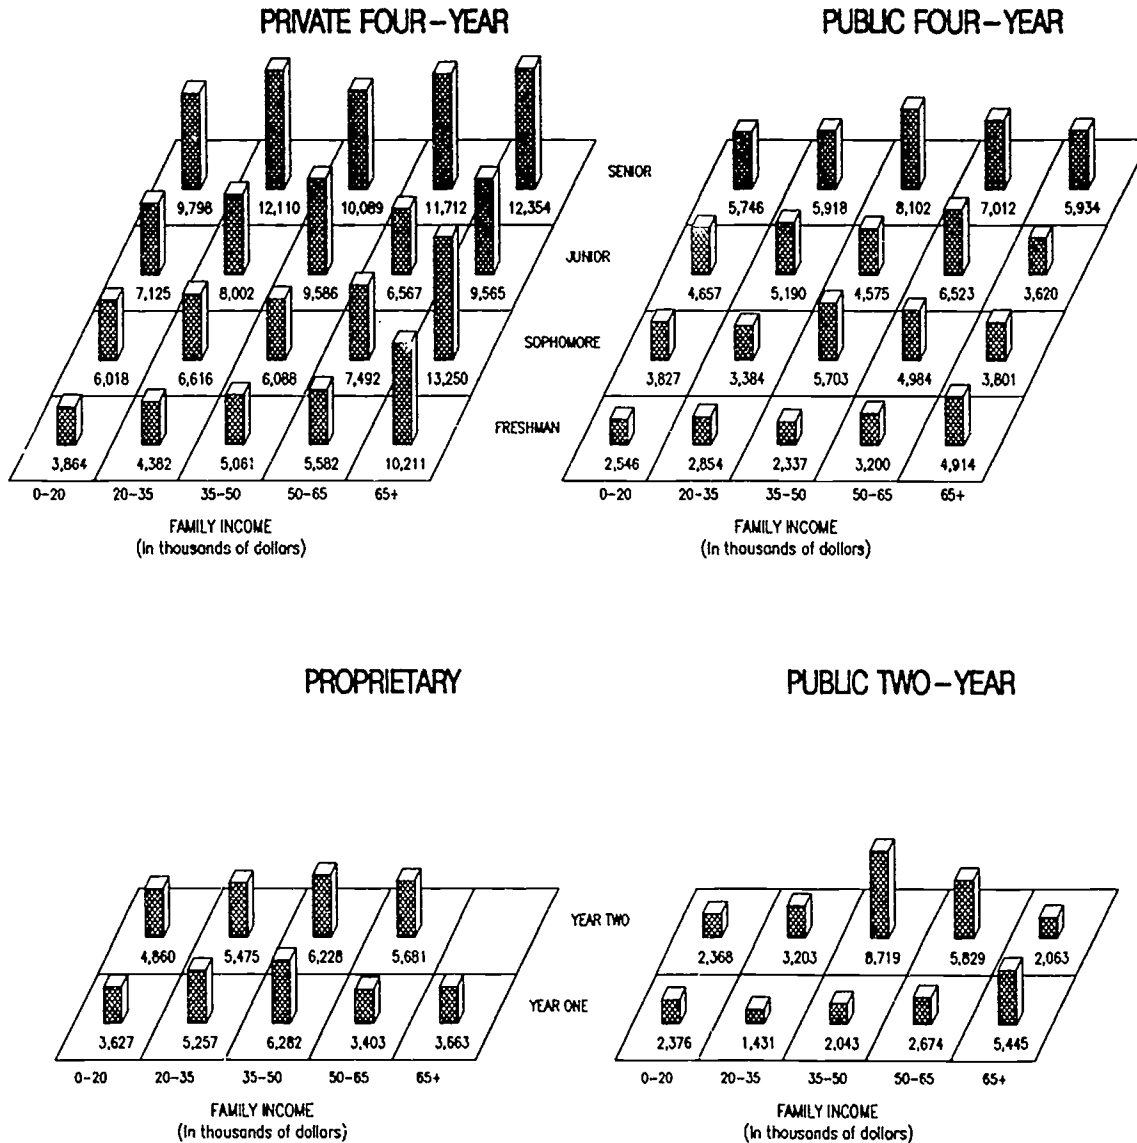 PRIVATE FOUR-YEAR
PUBLIC FOUR-YEAR
9,798 12,110 10,089 11,712 12,354
SENIOR
5,746 5,918 8,102 7,012 5,934
7,125 8,002 9,586 6,567 9,565
JUNIOR
4,657 5,190 4,575 6,523 3,620
6,018 6,616 6,088 7,492 13,250
SOPHOMORE
3,827 3,384 5,703 4,984 3,801
3,864 4,382 5,061 5,582 10,211
FRESHMAN
2,546 2,854 2,337 3,200 4,914
0-20 20-35 35-50 50-65 65+
FAMILY INCOME
(In thousands of dollars)
0-20 20-35 35-50 50-65 65+
FAMILY INCOME
(In thousands of dollars)
PROPRIETARY
PUBLIC TWO-YEAR
4,860 5,475 6,228 5,681
YEAR TWO
2,368 3,203 8,719 5,829 2,063
3,627 5,257 6,282 3,403 3,663
YEAR ONE
2,376 1,431 2,043 2,674 5,445
0-20 20-35 35-50 50-65 65+
FAMILY INCOME
(In thousands of dollars)
0-20 20-35 35-50 50-65 65+
FAMILY INCOME
(In thousands of dollars)